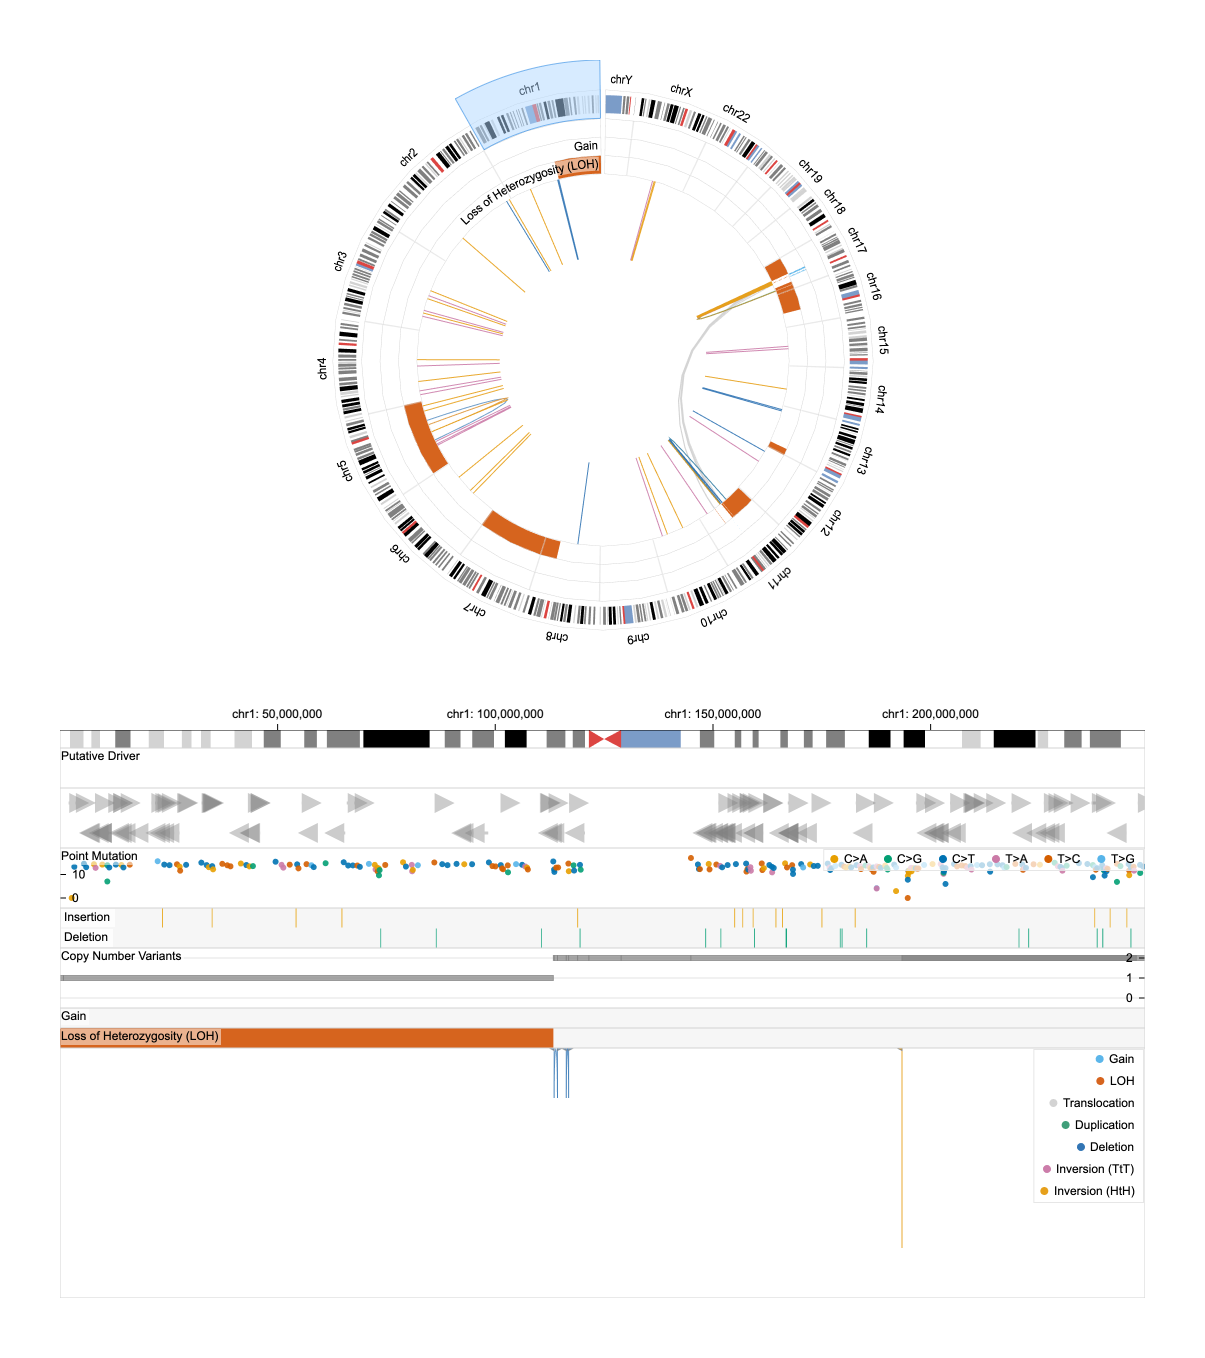 chrY
chrX
chr22
chr19
chr18
chr17
chr16
chr15
chr14
chr13
chr12
chr11
chr10
chr9
chr8
chr7
chr6
chr5
chr4
chr3
chr2
chr1
Gain
Loss of Heterozygosity (LOH)
chr1: 50,000,000 chr1: 100,000,000 chr1: 150,000,000 chr1: 200,000,000
Putative Driver
Point Mutation
C>A C>G C>T T>A T>C T>G
10
0
Insertion
Deletion
Copy Number Variants
2
1
0
Gain
Loss of Heterozygosity (LOH)
Gain
LOH
Translocation
Duplication
Deletion
Inversion (TtT)
Inversion (HtH)